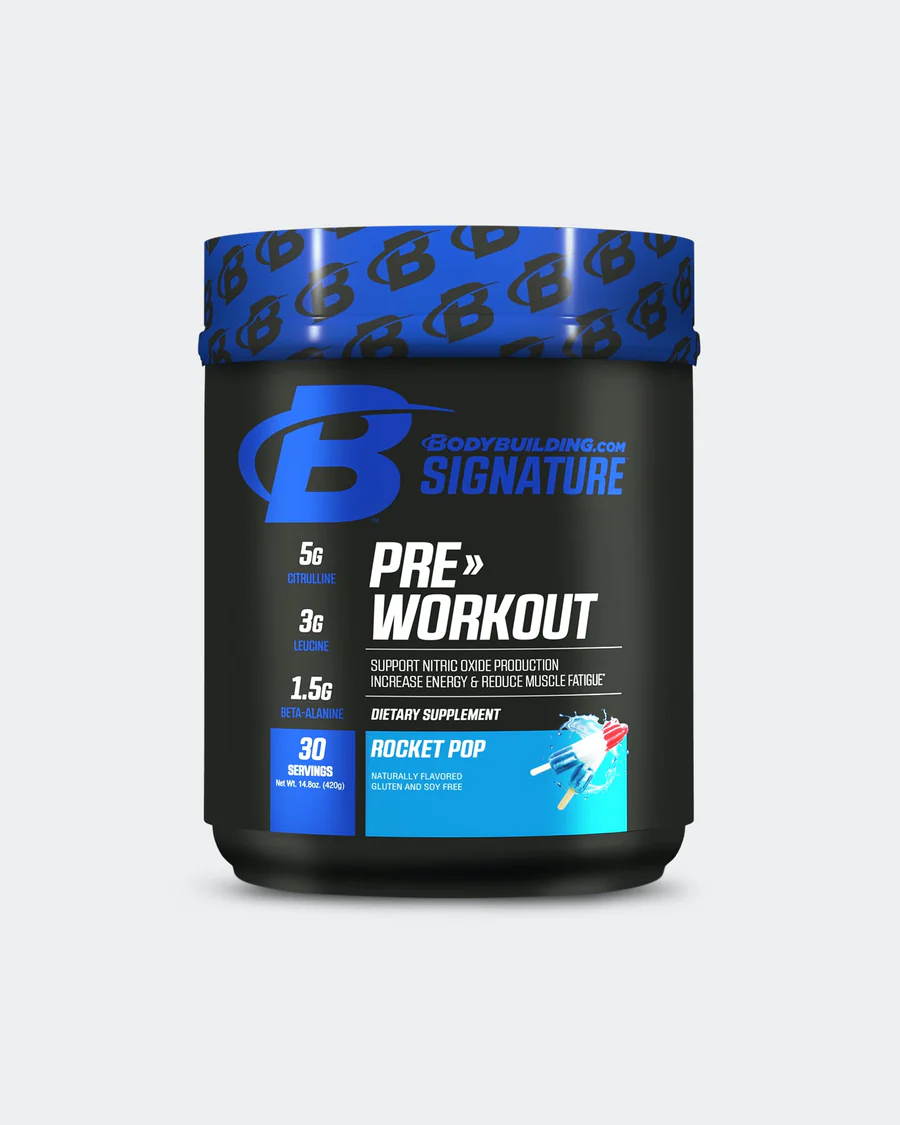 BODYBUILDING.COM
SIGNATURE
5G
CITRULLINE
3G
LEUCINE
1.5G
BETA-ALANINE
30
SERVINGS
Net Wt. 14.8oz. (420g)
PRE»
WORKOUT
SUPPORT NITRIC OXIDE PRODUCTION
INCREASE ENERGY & REDUCE MUSCLE FATIGUE*
DIETARY SUPPLEMENT
ROCKET POP
NATURALLY FLAVORED
GLUTEN AND SOY FREE